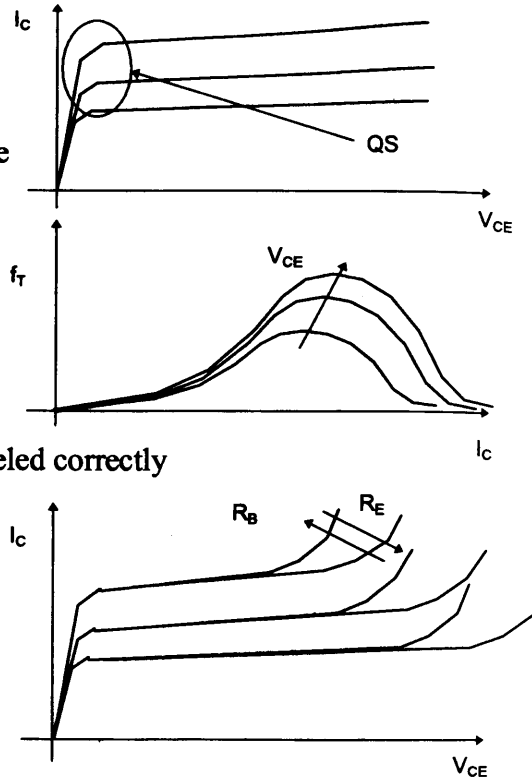 I_C
QS
e
V_CE
V_CE
f_T
I_C
eled correctly
R_B R_E
I_C
V_CE